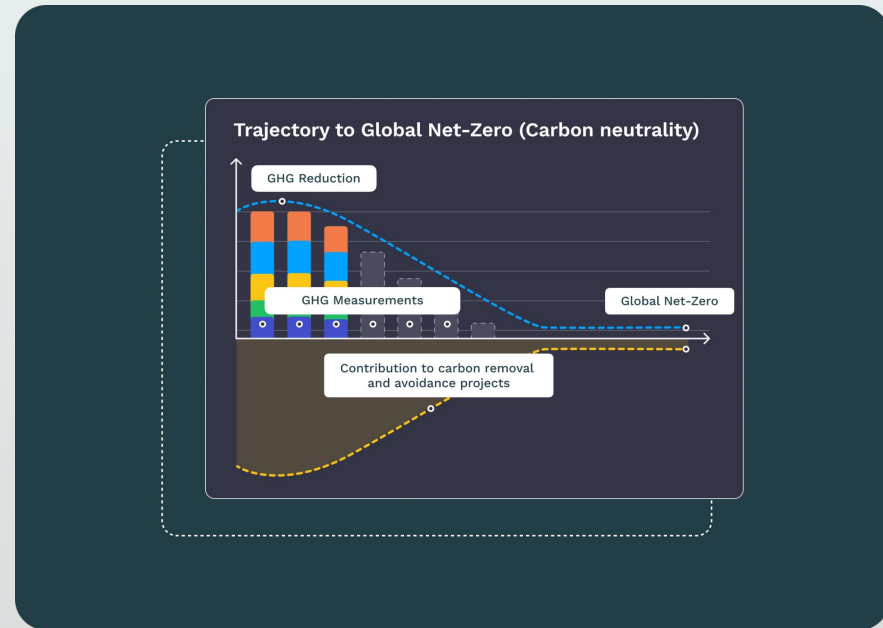 Trajectory to Global Net-Zero (Carbon neutrality)
GHG Reduction
GHG Measurements
Global Net-Zero
Contribution to carbon removal
and avoidance projects